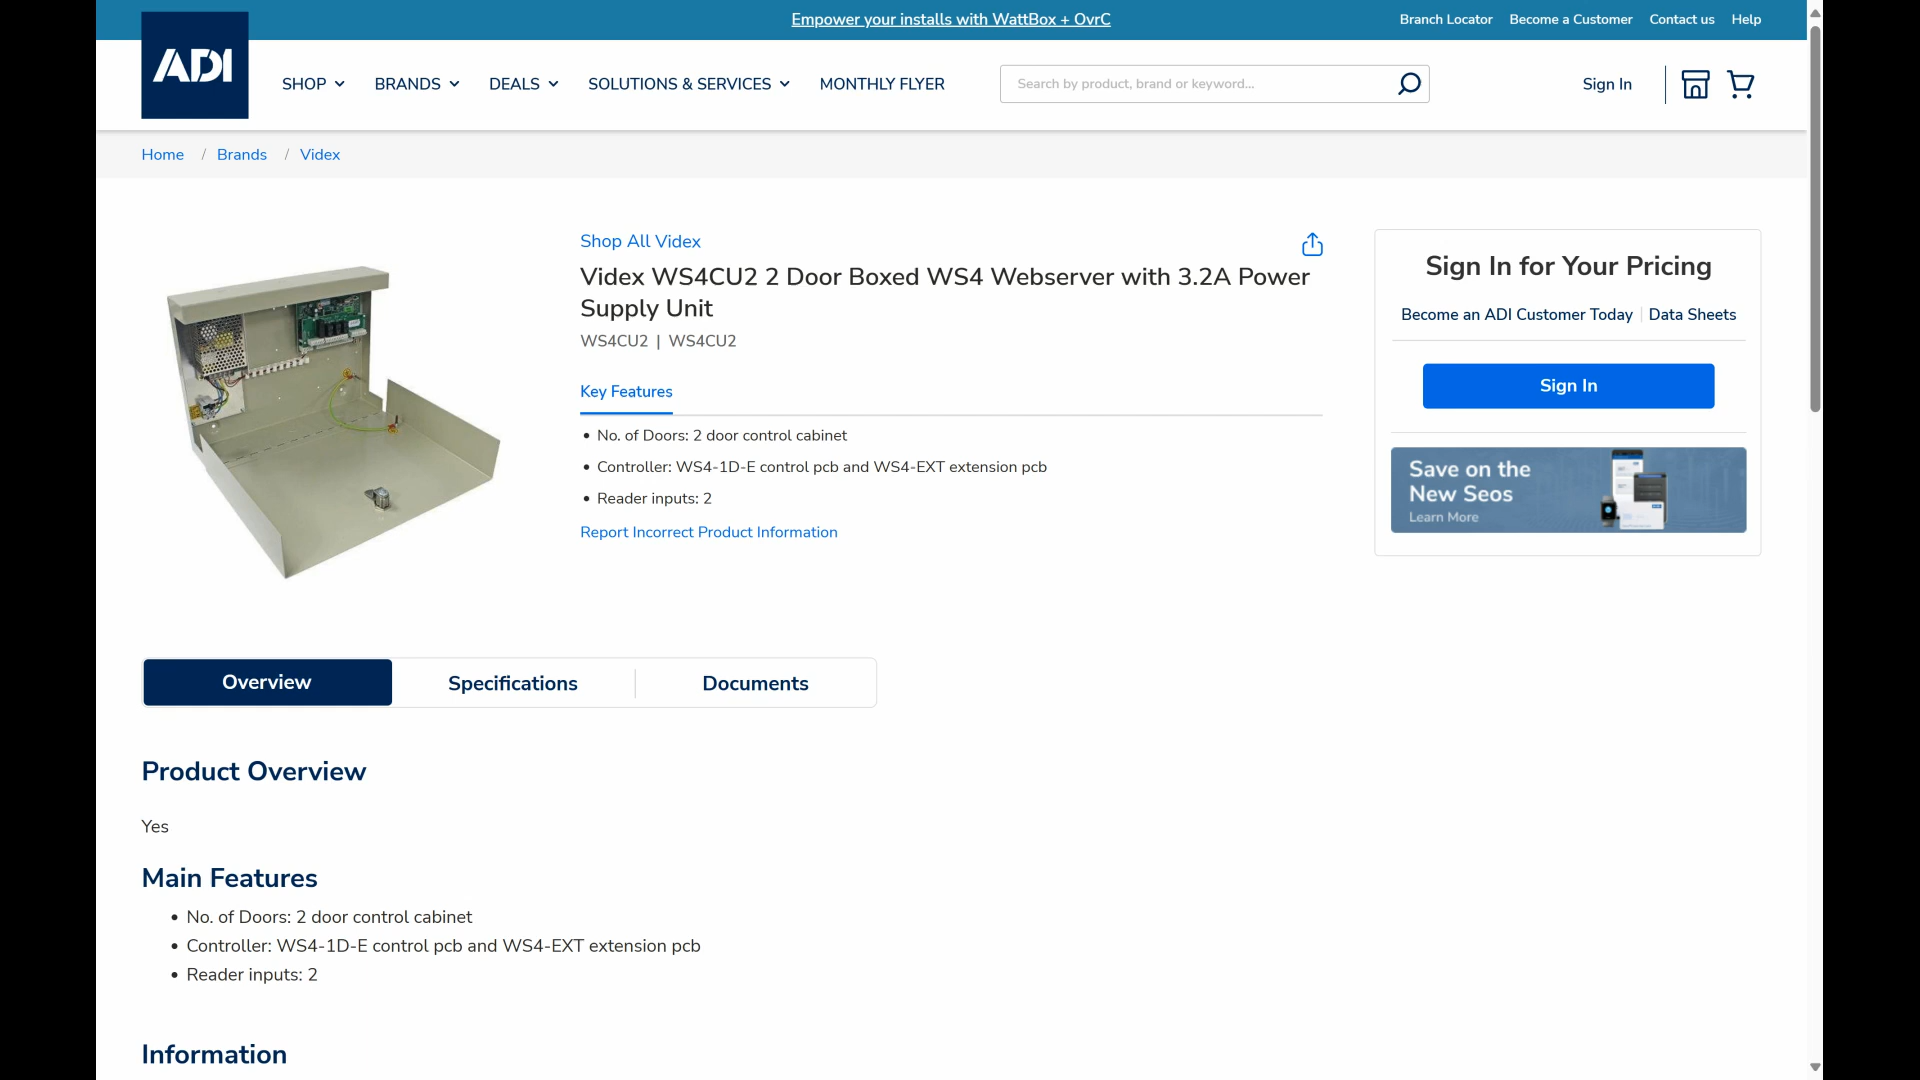 Empower your installs with WattBox + OvrC
Branch Locator
Become a Customer
Contact us
Help
ADI
SHOP
BRANDS
DEALS
SOLUTIONS & SERVICES
MONTHLY FLYER
Search by product, brand or keyword...
Sign In
Home / Brands / Videx
Shop All Videx
Videx WS4CU2 2 Door Boxed WS4 Webserver with 3.2A Power
Supply Unit
WS4CU2 | WS4CU2
Key Features
• No. of Doors: 2 door control cabinet
• Controller: WS4-1D-E control pcb and WS4-EXT extension pcb
• Reader inputs: 2
Report Incorrect Product Information
Sign In for Your Pricing
Become an ADI Customer Today | Data Sheets
Sign In
Save on the
New Seos
Learn More
Overview
Specifications
Documents
Product Overview
Yes
Main Features
• No. of Doors: 2 door control cabinet
• Controller: WS4-1D-E control pcb and WS4-EXT extension pcb
• Reader inputs: 2
Information